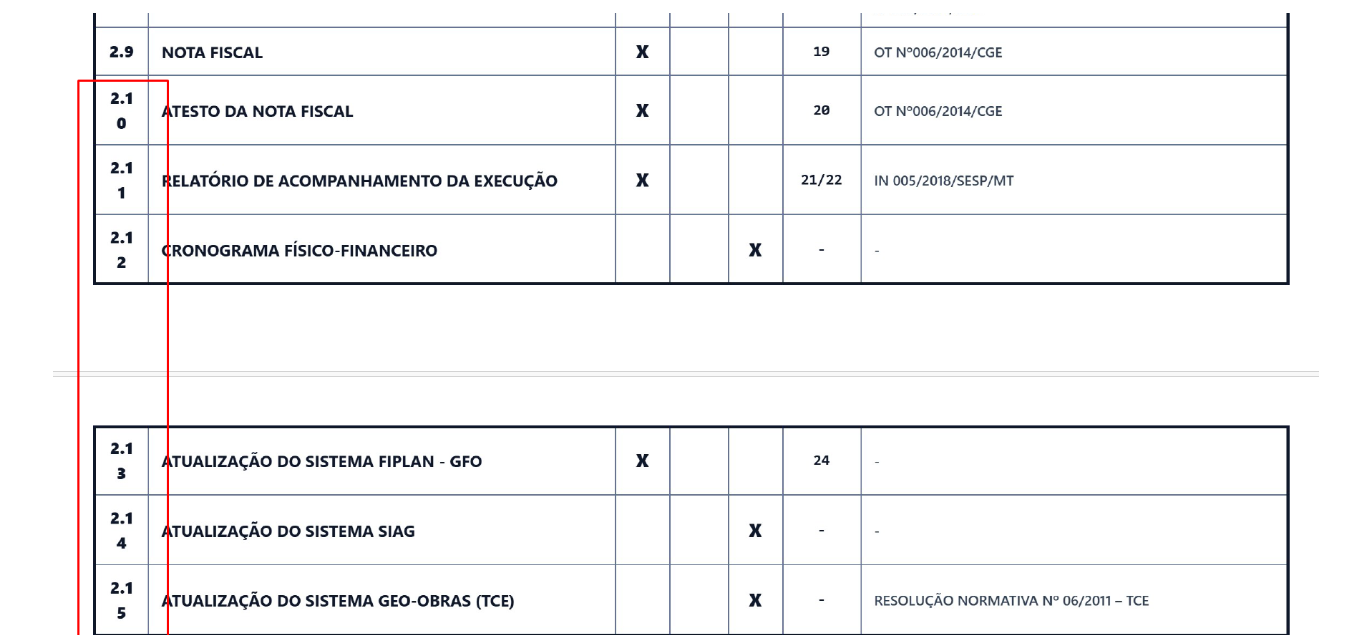 2.9 NOTA FISCAL X 19 OT Nº006/2014/CGE
2.1
0 ATESTO DA NOTA FISCAL X 20 OT Nº006/2014/CGE
2.1
1 RELATÓRIO DE ACOMPANHAMENTO DA EXECUÇÃO X 21/22 IN 005/2018/SESP/MT
2.1
2 CRONOGRAMA FÍSICO-FINANCEIRO X - -
2.1
3 ATUALIZAÇÃO DO SISTEMA FIPLAN - GFO X 24 -
2.1
4 ATUALIZAÇÃO DO SISTEMA SIAG X - -
2.1
5 ATUALIZAÇÃO DO SISTEMA GEO-OBRAS (TCE) X - RESOLUÇÃO NORMATIVA Nº 06/2011 – TCE